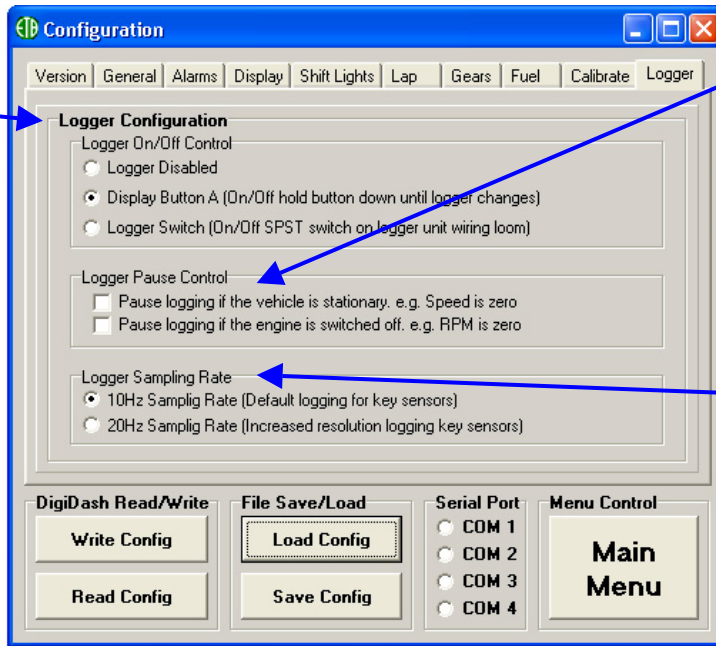 ETB Configuration
Version General Alarms Display Shift Lights Lap Gears Fuel Calibrate Logger
Logger Configuration
Logger On/Off Control
Logger Disabled
Display Button A (On/Off hold button down until logger changes)
Logger Switch (On/Off SPST switch on logger unit wiring loom)
Logger Pause Control
Pause logging if the vehicle is stationary. e.g. Speed is zero
Pause logging if the engine is switched off. e.g. RPM is zero
Logger Sampling Rate
10Hz Samplig Rate (Default logging for key sensors)
20Hz Samplig Rate (Increased resolution logging key sensors)
DigiDash Read/Write
Write Config
Read Config
File Save/Load
Load Config
Save Config
Serial Port
COM 1
COM 2
COM 3
COM 4
Menu Control
Main
Menu